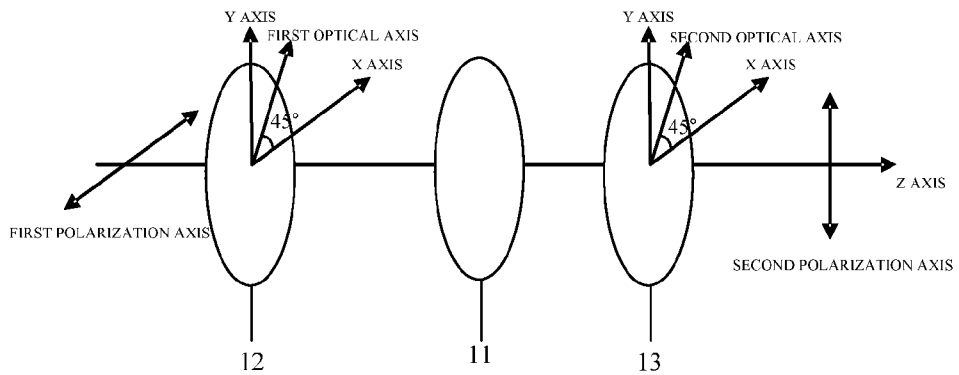 Y AXIS
FIRST OPTICAL AXIS
X AXIS
45°
Y AXIS
SECOND OPTICAL AXIS
X AXIS
45°
Z AXIS
FIRST POLARIZATION AXIS
SECOND POLARIZATION AXIS
12
11
13